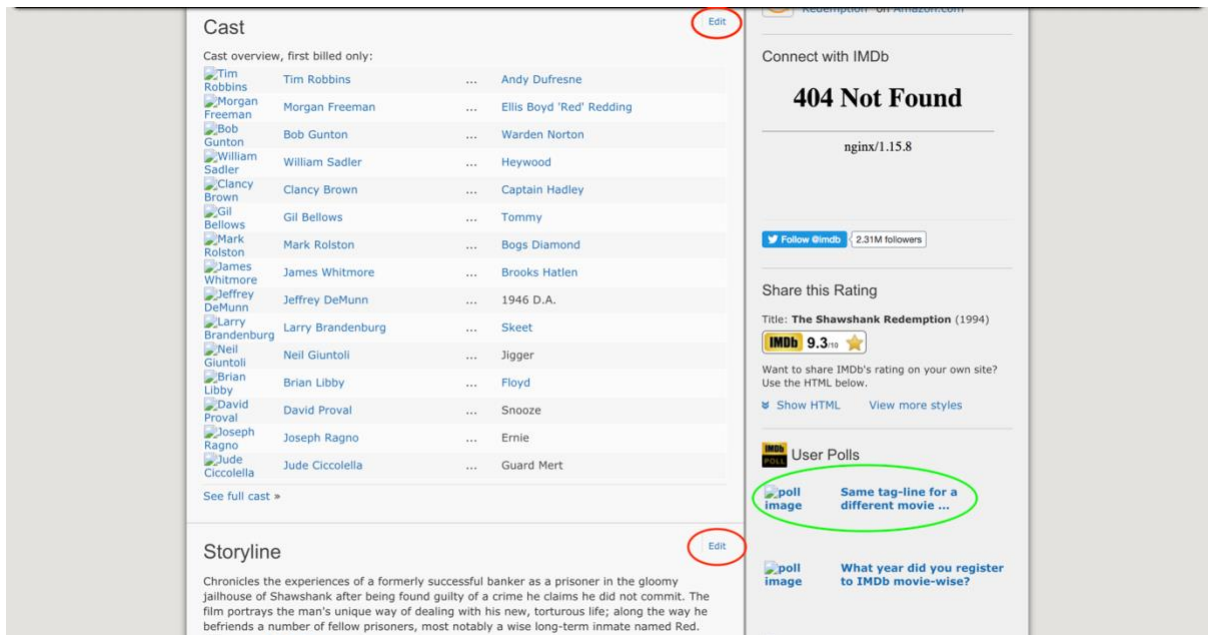 Cast
Edit
Cast overview, first billed only:
Tim Robbins
Tim Robbins
...
Andy Dufresne
Morgan Freeman
Morgan Freeman
...
Ellis Boyd 'Red' Redding
Bob Gunton
Bob Gunton
...
Warden Norton
William Sadler
William Sadler
...
Heywood
Clancy Brown
Clancy Brown
...
Captain Hadley
Gil Bellows
Gil Bellows
...
Tommy
Mark Rolston
Mark Rolston
...
Bogs Diamond
James Whitmore
James Whitmore
...
Brooks Hatlen
Jeffrey DeMunn
Jeffrey DeMunn
...
1946 D.A.
Larry Brandenburg
Larry Brandenburg
...
Skeet
Neil Giuntoli
Neil Giuntoli
...
Jigger
Brian Libby
Brian Libby
...
Floyd
David Proval
David Proval
...
Snooze
Joseph Ragno
Joseph Ragno
...
Ernie
Jude Ciccolella
Jude Ciccolella
...
Guard Mert
See full cast »
Storyline
Edit
Chronicles the experiences of a formerly successful banker as a prisoner in the gloomy
jailhouse of Shawshank after being found guilty of a crime he claims he did not commit. The
film portrays the man's unique way of dealing with his new, torturous life; along the way he
befriends a number of fellow prisoners, most notably a wise long-term inmate named Red.
Redemption" on Amazon.com
Connect with IMDb
404 Not Found
nginx/1.15.8
Follow @imdb
2.31M followers
Share this Rating
Title: The Shawshank Redemption (1994)
IMDb 9.3/10
Want to share IMDb's rating on your own site?
Use the HTML below.
Show HTML View more styles
IMDb POLL
User Polls
poll image
Same tag-line for a
different movie ...
poll image
What year did you register
to IMDb movie-wise?